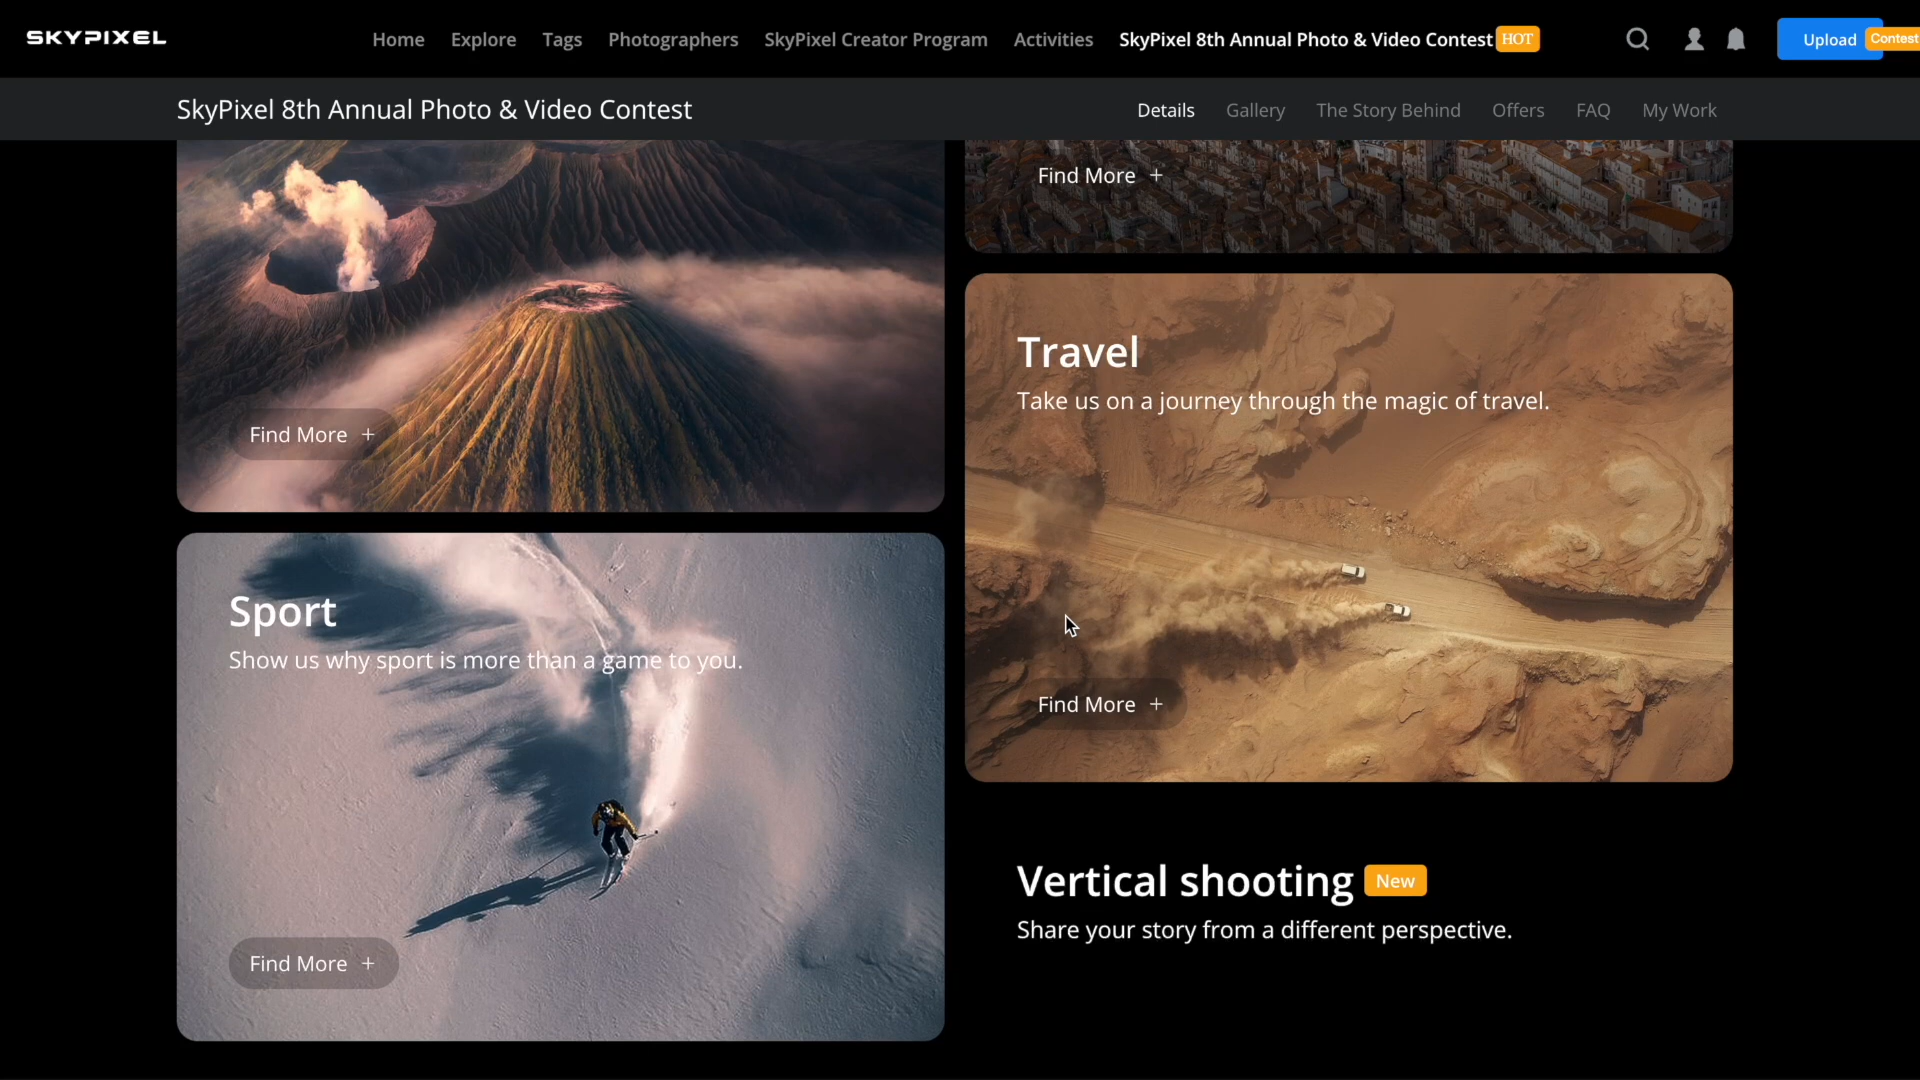 SKYPIXEL
Home
Explore
Tags
Photographers
SkyPixel Creator Program
Activities
SkyPixel 8th Annual Photo & Video Contest HOT
Upload
Contest
SkyPixel 8th Annual Photo & Video Contest
Details
Gallery
The Story Behind
Offers
FAQ
My Work
Find More +
Find More +
Travel
Take us on a journey through the magic of travel.
Find More +
Sport
Show us why sport is more than a game to you.
Find More +
Vertical shooting New
Share your story from a different perspective.